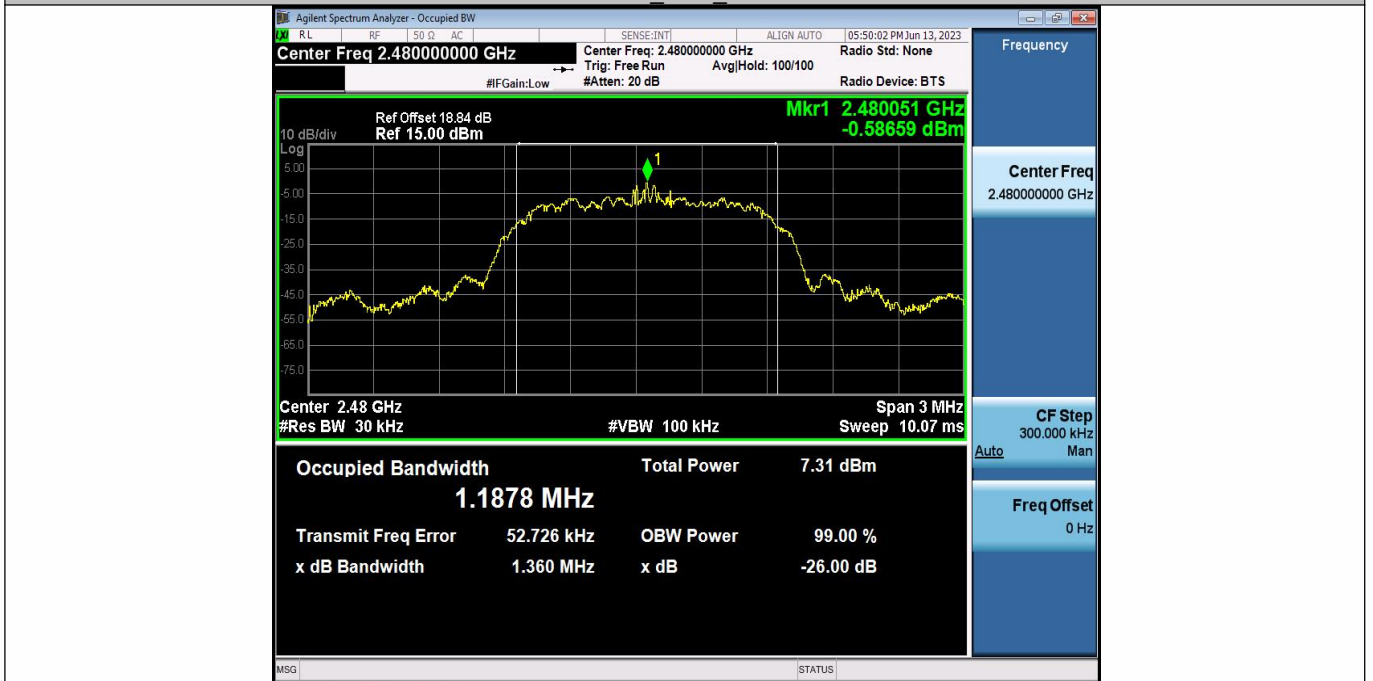 Agilent Spectrum Analyzer - Occupied BW
LXI RL RF 50 Ω AC SENSE:INT ALIGN AUTO 05:50:02 PM Jun 13, 2023
Center Freq 2.480000000 GHz
Center Freq: 2.480000000 GHz
Radio Std: None
Trig: Free Run Avg|Hold: 100/100
#IFGain:Low
#Atten: 20 dB
Radio Device: BTS
Frequency
Mkr1 2.480051 GHz
-0.58659 dBm
Ref Offset 18.84 dB
10 dB/div Ref 15.00 dBm
Log
5.00
-5.00
-15.0
-25.0
-35.0
-45.0
-55.0
-65.0
-75.0
1
Center 2.48 GHz Span 3 MHz
#Res BW 30 kHz #VBW 100 kHz Sweep 10.07 ms
Occupied Bandwidth Total Power 7.31 dBm
1.1878 MHz
Transmit Freq Error 52.726 kHz OBW Power 99.00 %
x dB Bandwidth 1.360 MHz x dB -26.00 dB
Center Freq
2.480000000 GHz
CF Step
300.000 kHz
Auto Man
Freq Offset
0 Hz
MSG STATUS